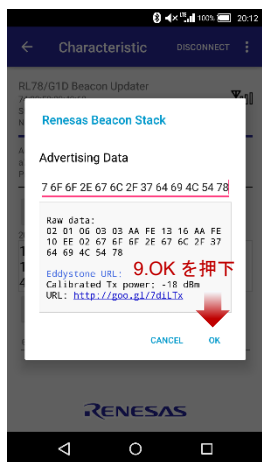 100% 20:12
Characteristic DISCONNECT
RL78/G1D Beacon Updater
Renesas Beacon Stack
Advertising Data
7 6F 6F 2E 67 6C 2F 37 64 69 4C 54 78
Raw data:
02 01 06 03 03 AA FE 13 16 AA FE
10 EE 02 67 6F 6F 2E 67 6C 2F 37
64 69 4C 54 78
Eddystone URL:
9.OK を押下
Calibrated Tx power: -18 dBm
URL: http://goo.gl/7diLTx
CANCEL OK
RENESAS